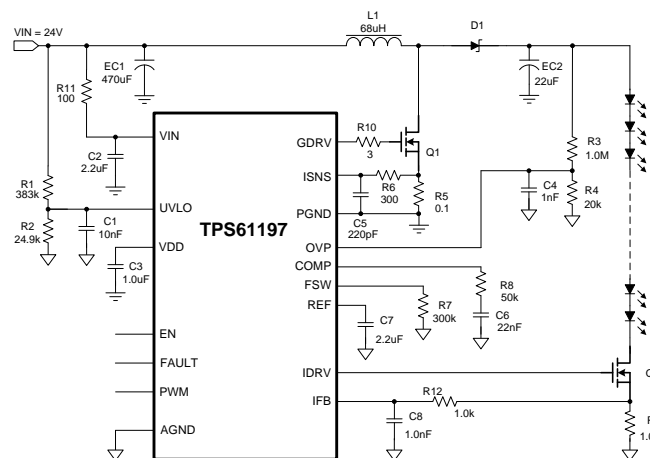 VIN = 24V
L1
68uH
D1
EC1
470uF
EC2
22uF
R11
100
R3
1.0M
VIN
GDRV
R10
3
Q1
C2
2.2uF
ISNS
R6
300
R1
383k
R5
0.1
C4
1nF
R4
20k
UVLO
PGND
C5
220pF
C1
10nF
TPS61197
R2
24.9k
VDD
OVP
C3
1.0uF
COMP
FSW
R8
50k
REF
R7
300k
C6
22nF
C7
2.2uF
EN
FAULT
IDRV
PWM
R12
1.0k
IFB
C8
1.0nF
AGND